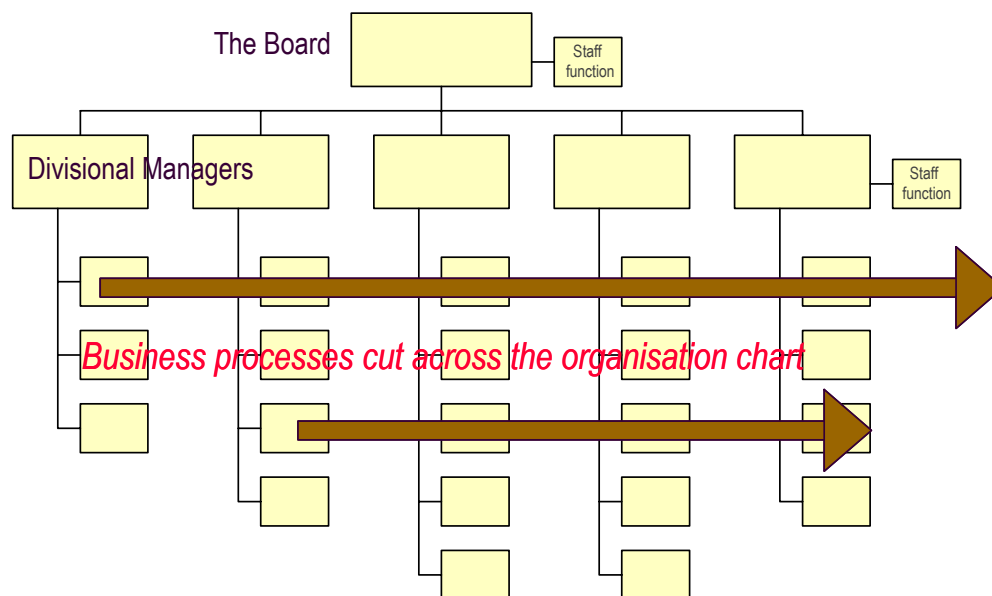 The Board
Staff
function
Divisional Managers
Staff
function
Business processes cut across the organisation chart